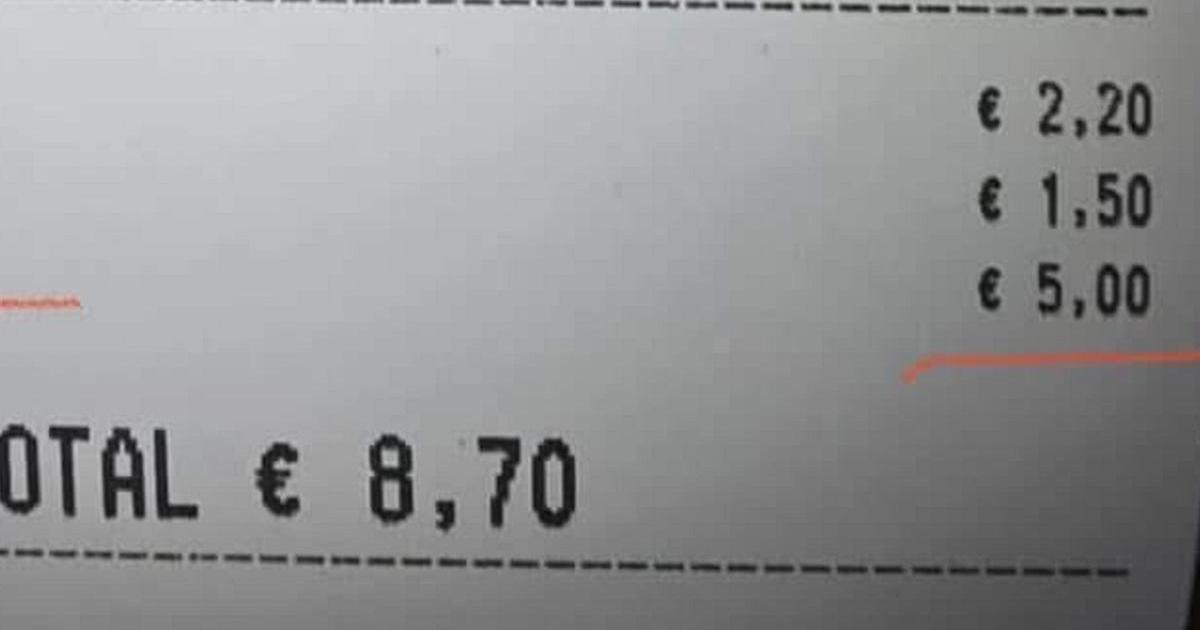 € 2,20
€ 1,50
€ 5,00
OTAL € 8,70